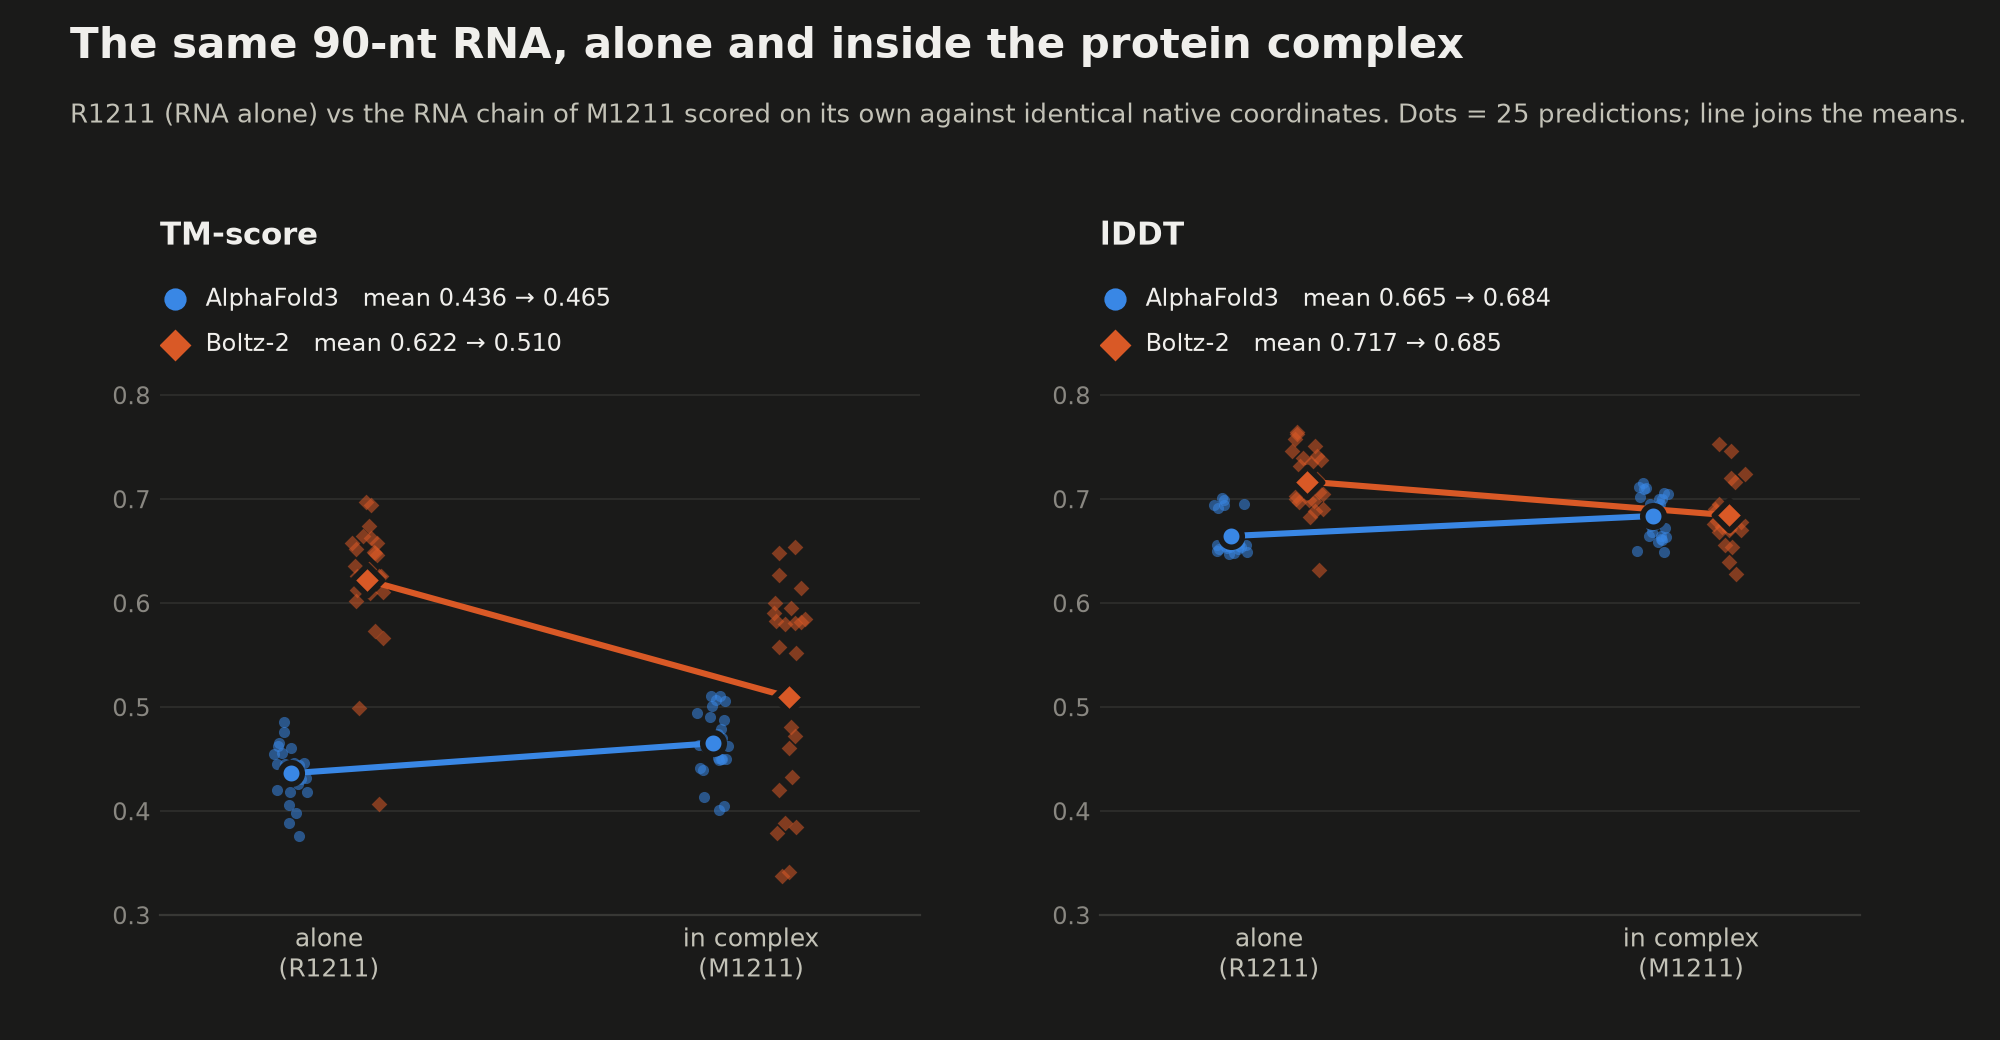 The same 90-nt RNA, alone and inside the protein complex
R1211 (RNA alone) vs the RNA chain of M1211 scored on its own against identical native coordinates. Dots = 25 predictions; line joins the means.
TM-score
AlphaFold3 mean 0.436 → 0.465
Boltz-2 mean 0.622 → 0.510
0.8
0.7
0.6
0.5
0.4
0.3
alone
(R1211)
in complex
(M1211)
lDDT
AlphaFold3 mean 0.665 → 0.684
Boltz-2 mean 0.717 → 0.685
0.8
0.7
0.6
0.5
0.4
0.3
alone
(R1211)
in complex
(M1211)